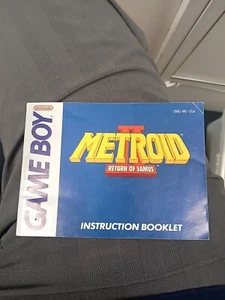 Nintendo
GAME BOY
DMG-ME-USA
METROID II
RETURN OF SAMUS
INSTRUCTION BOOKLET